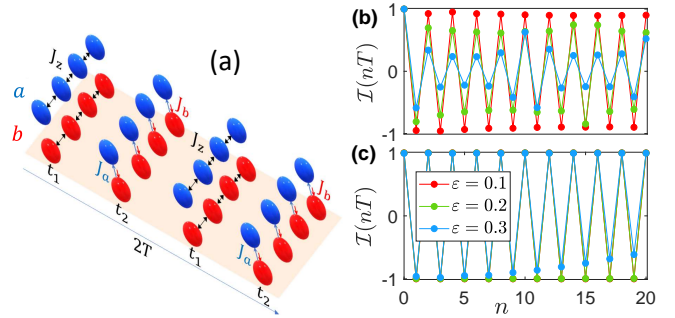 (a)
J_z
a
b
J_b
J_a
t_1
t_2
J_z
t_1
J_b
J_a
t_2
2T
(b)
I(nT)
1
0
-1
(c)
I(nT)
1
0
-1
ε = 0.1
ε = 0.2
ε = 0.3
0 5 10 15 20
n